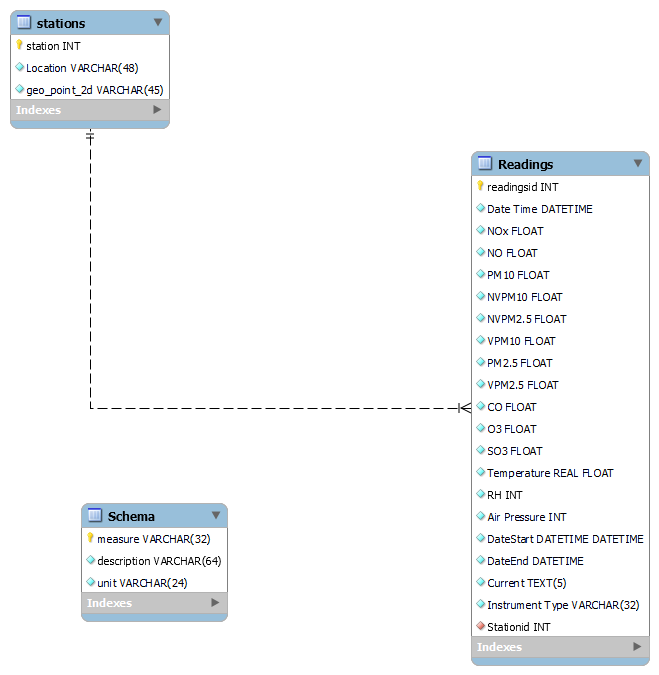 stations
station INT
Location VARCHAR(48)
geo_point_2d VARCHAR(45)
Indexes
Readings
readingsid INT
Date Time DATETIME
NOx FLOAT
NO FLOAT
PM10 FLOAT
NVPM10 FLOAT
NVPM2.5 FLOAT
VPM10 FLOAT
PM2.5 FLOAT
VPM2.5 FLOAT
CO FLOAT
O3 FLOAT
SO3 FLOAT
Temperature REAL FLOAT
RH INT
Air Pressure INT
DateStart DATETIME DATETIME
DateEnd DATETIME
Current TEXT(5)
Instrument Type VARCHAR(32)
Stationid INT
Indexes
Schema
measure VARCHAR(32)
description VARCHAR(64)
unit VARCHAR(24)
Indexes